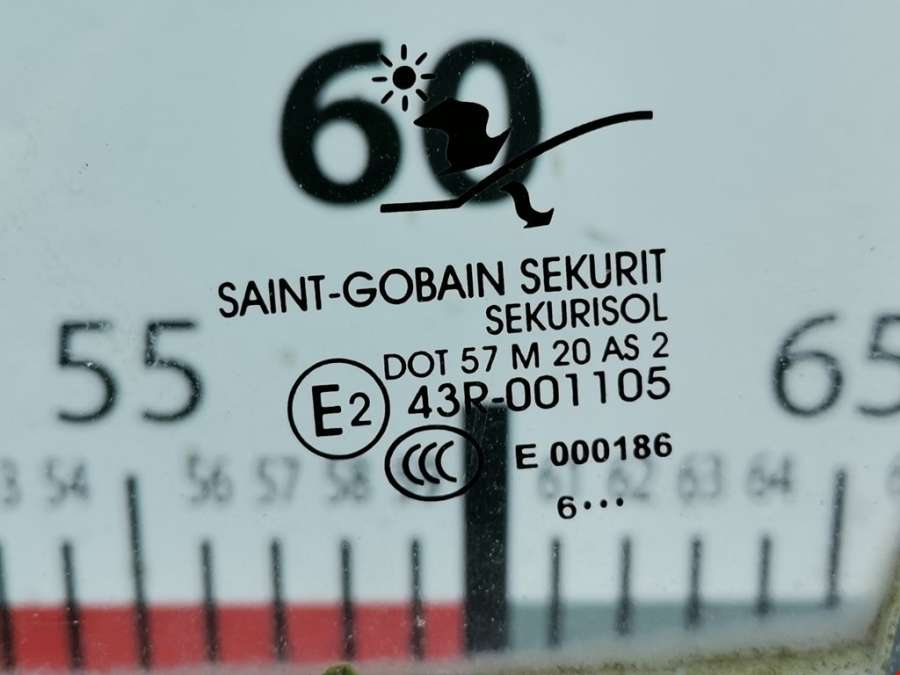 60
SAINT-GOBAIN SEKURIT
SEKURISOL
DOT 57 M 20 AS 2
E2 43R-001105
CCC E 000186
6···
55 65
54 56 57 58 61 62 63 64